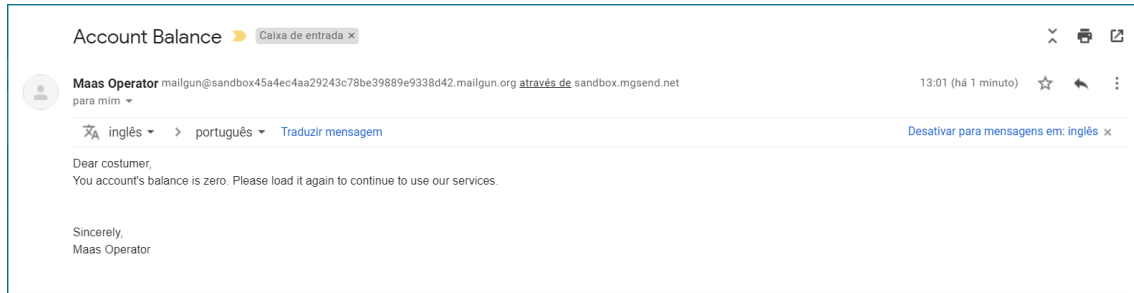 Account Balance Caixa de entrada ×
Maas Operator mailgun@sandbox45a4ec4aa29243c78be39889e9338d42.mailgun.org através de sandbox.mgsend.net 13:01 (há 1 minuto)
para mim
inglês > português Traduzir mensagem Desativar para mensagens em: inglês ×
Dear costumer,
You account's balance is zero. Please load it again to continue to use our services.
Sincerely,
Maas Operator